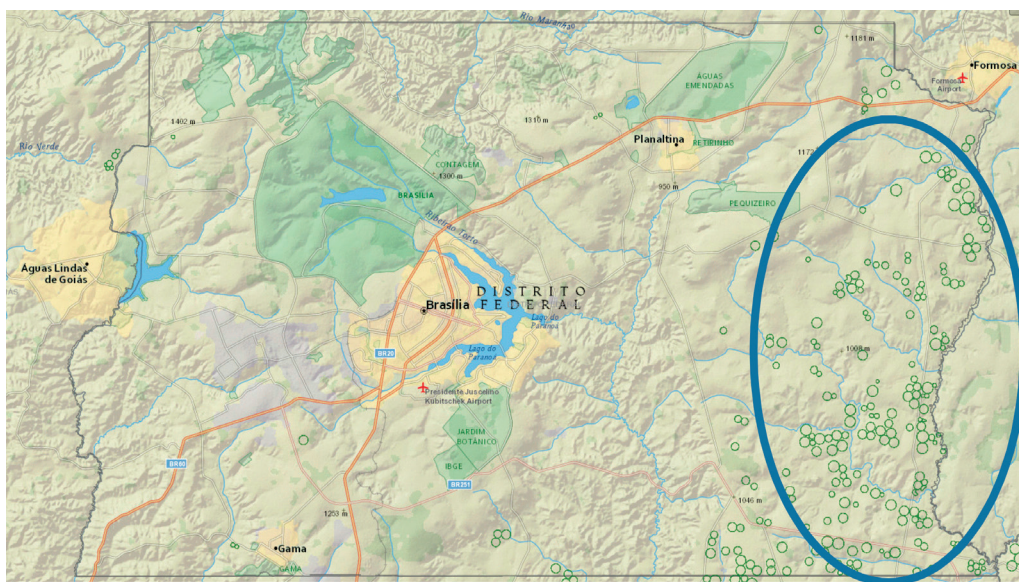 Rio Maranhão
1181 m
Formosa
Formosa
Airport
ÁGUAS
EMENDADAS
1402 m
1310 m
Planaltina
RETIRINHO
1172
Rio Verde
CONTAGEM
1300 m
950 m
BRASÍLIA
PEQUIZEIRO
Ribeirão Torto
Águas Lindas
de Goiás
DISTRITO
FEDERAL
Brasília
Lago do
Paranoá
BR20
Lago do
Paranoá
1008 m
Presidente Juscelino
Kubitschek Airport
JARDIM
BOTÂNICO
BR60
IBGE
BR251
1046 m
1253 m
Gama
GAMA